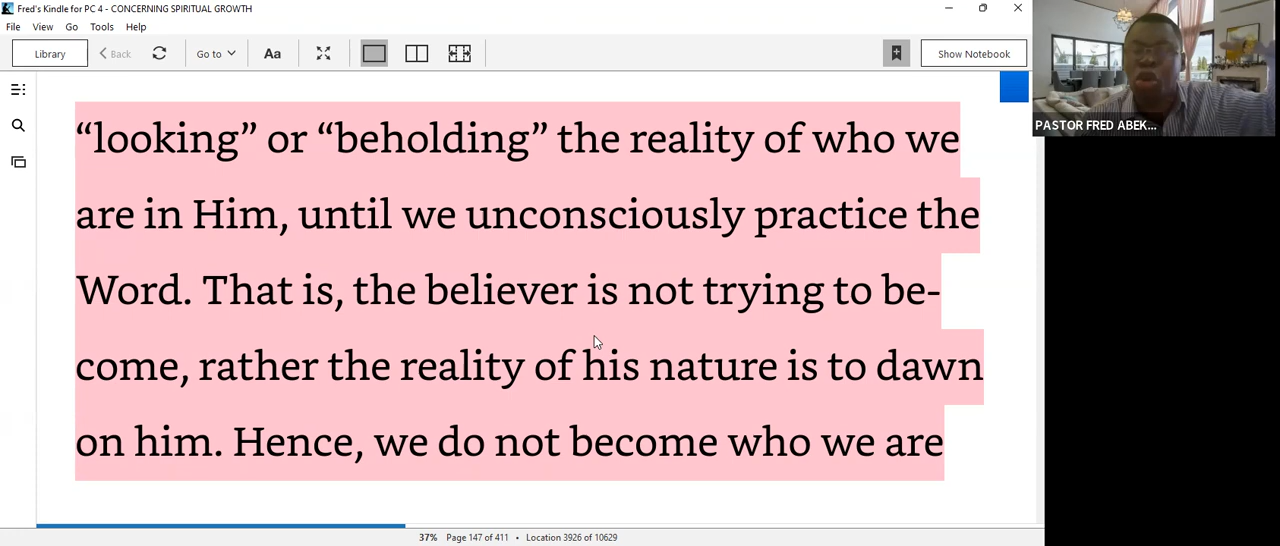 Fred's Kindle for PC 4 - CONCERNING SPIRITUAL GROWTH
File View Go Tools Help
Library Back Go to Aa Show Notebook
PASTOR FRED ABEK...
“looking” or “beholding” the reality of who we
are in Him, until we unconsciously practice the
Word. That is, the believer is not trying to be-
come, rather the reality of his nature is to dawn
on him. Hence, we do not become who we are
37% Page 147 of 411 • Location 3926 of 10629